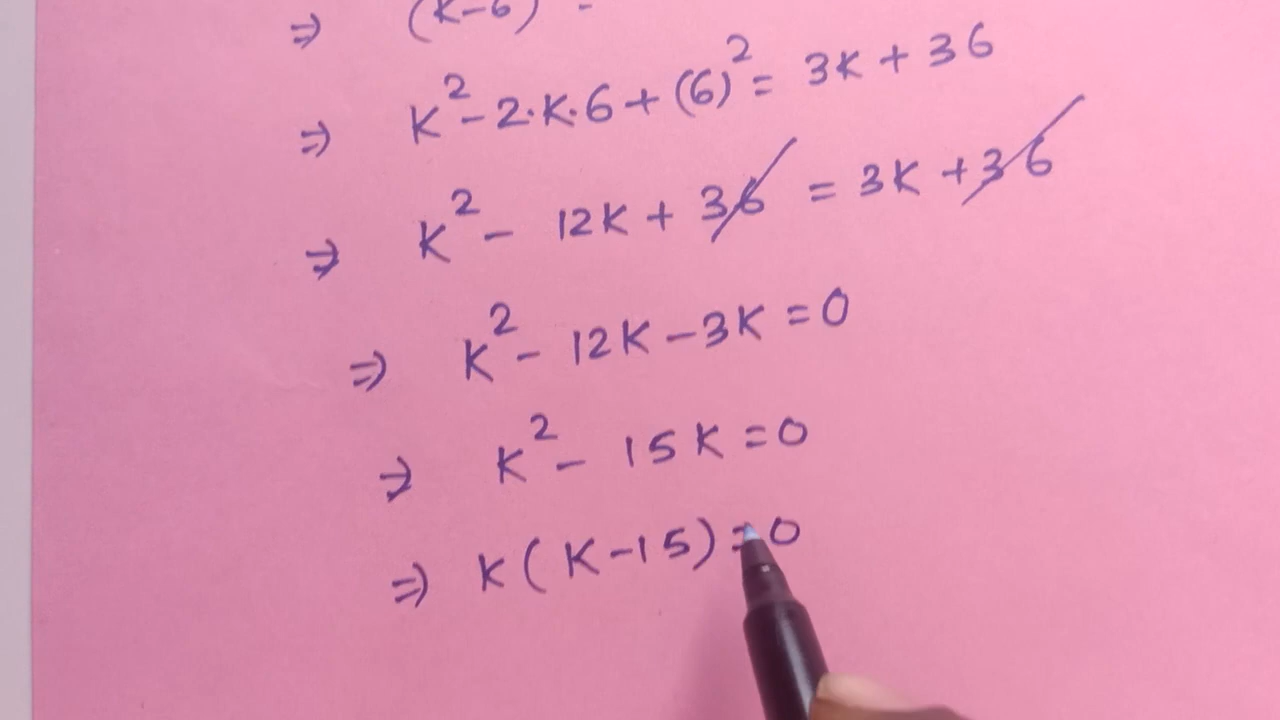 ⇒ (K-6)
⇒ K² - 2·K·6 + (6)² = 3K + 36
⇒ K² - 12K + 36 = 3K + 36
⇒ K² - 12K - 3K = 0
⇒ K² - 15K = 0
⇒ K(K-15) = 0